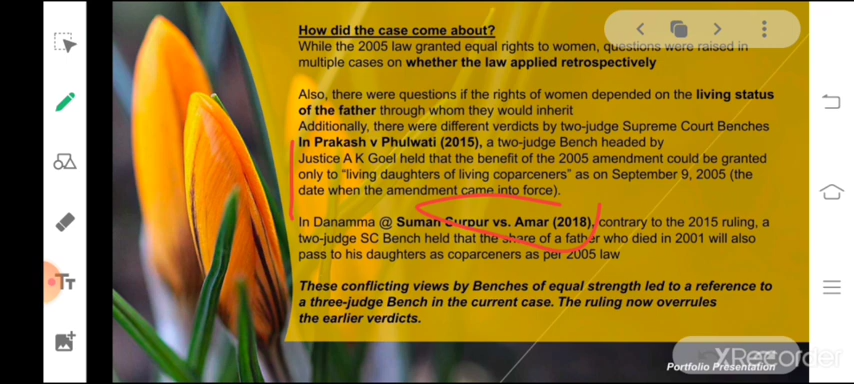 How did the case come about?
While the 2005 law granted equal rights to women, questions were raised in
multiple cases on whether the law applied retrospectively
Also, there were questions if the rights of women depended on the living status
of the father through whom they would inherit
Additionally, there were different verdicts by two-judge Supreme Court Benches
In Prakash v Phulwati (2015), a two-judge Bench headed by
Justice A K Goel held that the benefit of the 2005 amendment could be granted
only to "living daughters of living coparceners" as on September 9, 2005 (the
date when the amendment came into force).
In Danamma @ Suman Surpur vs. Amar (2018), contrary to the 2015 ruling, a
two-judge SC Bench held that the share of a father who died in 2001 will also
pass to his daughters as coparceners as per 2005 law
These conflicting views by Benches of equal strength led to a reference to
a three-judge Bench in the current case. The ruling now overrules
the earlier verdicts.
TT
XRecorder
Portfolio Presentation